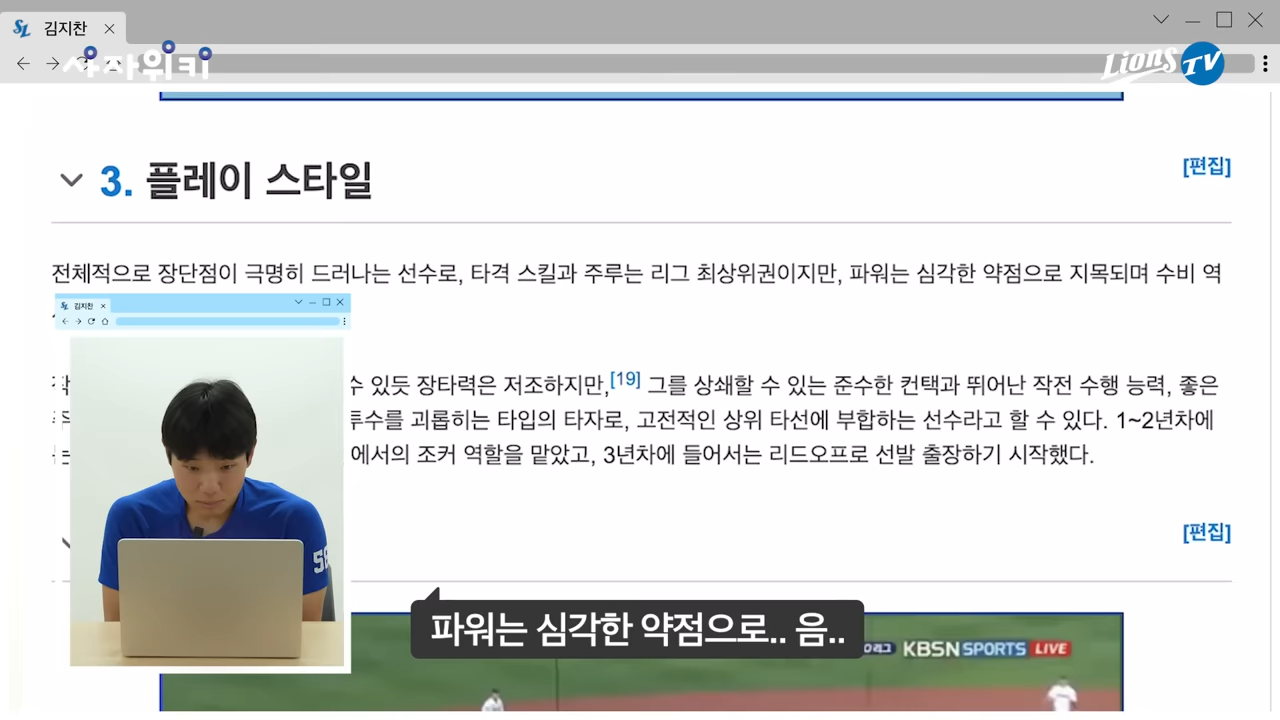 SL 김지찬
사자위키
Lions TV
3. 플레이 스타일
[편집]
전체적으로 장단점이 극명히 드러나는 선수로, 타격 스킬과 주루는 리그 최상위권이지만, 파워는 심각한 약점으로 지목되며 수비 역
SL 김지찬
수 있듯 장타력은 저조하지만,[19] 그를 상쇄할 수 있는 준수한 컨택과 뛰어난 작전 수행 능력, 좋은
투수를 괴롭히는 타입의 타자로, 고전적인 상위 타선에 부합하는 선수라고 할 수 있다. 1~2년차에
에서의 조커 역할을 맡았고, 3년차에 들어서는 리드오프로 선발 출장하기 시작했다.
[편집]
58
파워는 심각한 약점으로.. 음..
KBSN SPORTS LIVE